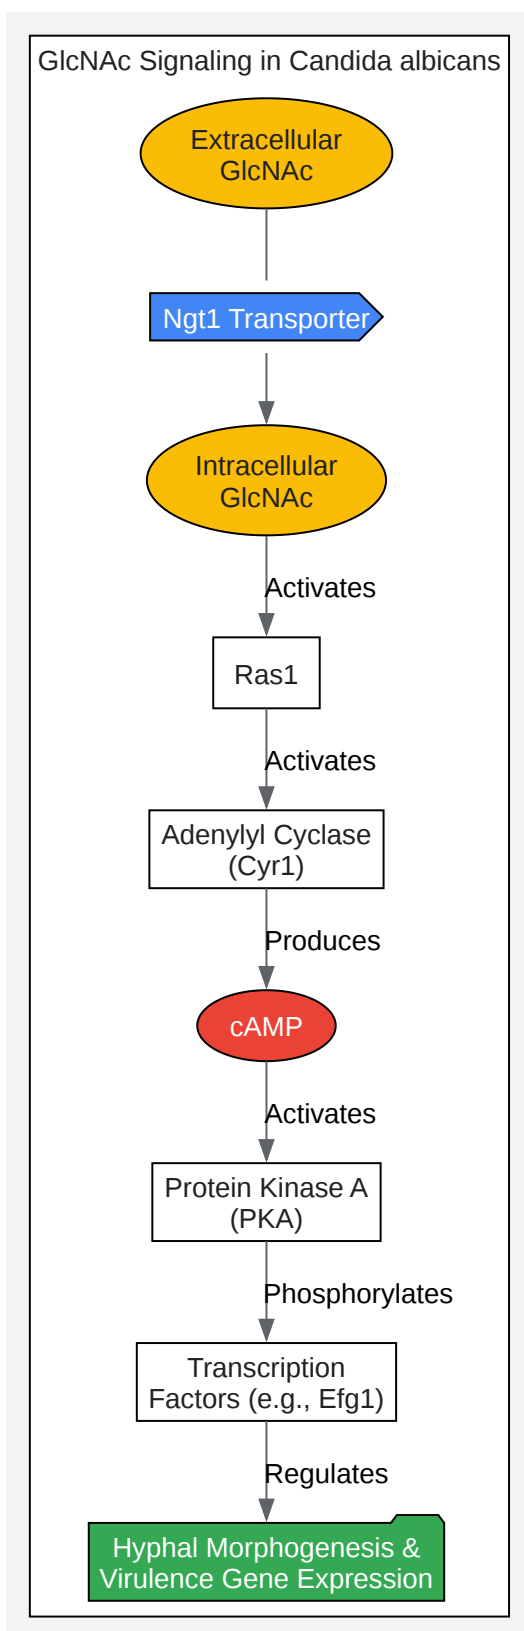 GlcNAc Signaling in Candida albicans
Extracellular
GlcNAc
Ngt1 Transporter
Intracellular
GlcNAc
Activates
Ras1
Activates
Adenylyl Cyclase
(Cyr1)
Produces
cAMP
Activates
Protein Kinase A
(PKA)
Phosphorylates
Transcription
Factors (e.g., Efg1)
Regulates
Hyphal Morphogenesis &
Virulence Gene Expression